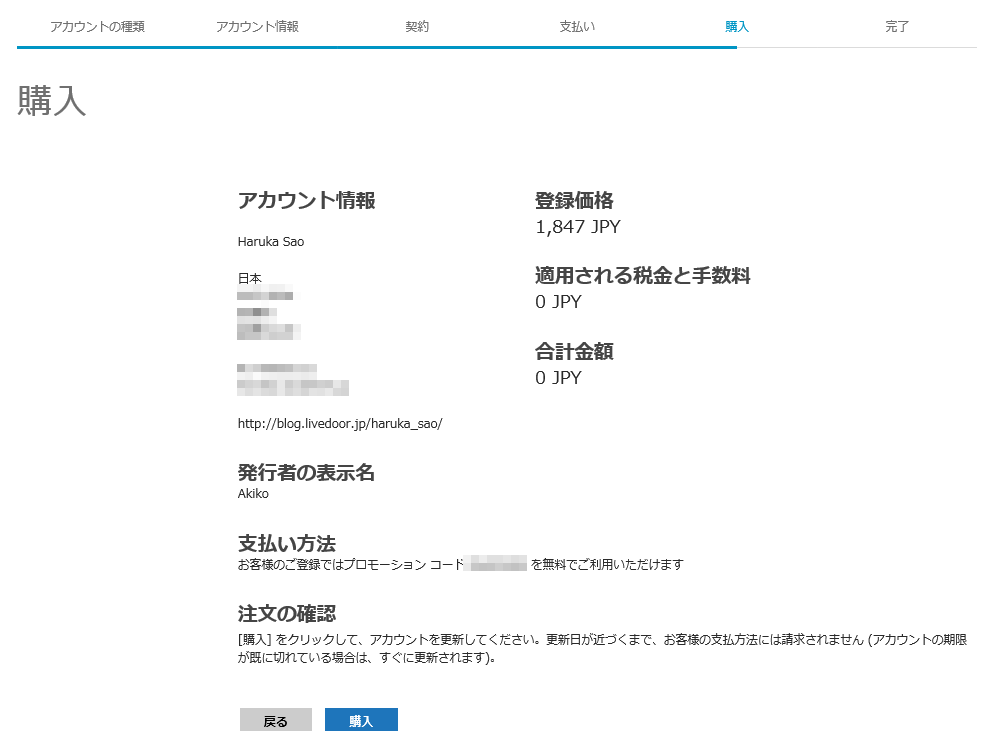 アカウントの種類
アカウント情報
契約
支払い
購入
完了
購入
アカウント情報
Haruka Sao
日本
http://blog.livedoor.jp/haruka_sao/
発行者の表示名
Akiko
支払い方法
お客様のご登録ではプロモーション コード を無料でご利用いただけます
注文の確認
[購入] をクリックして、アカウントを更新してください。更新日が近づくまで、お客様の支払方法には請求されません (アカウントの期限
が既に切れている場合は、すぐに更新されます)。
登録価格
1,847 JPY
適用される税金と手数料
0 JPY
合計金額
0 JPY
戻る
購入